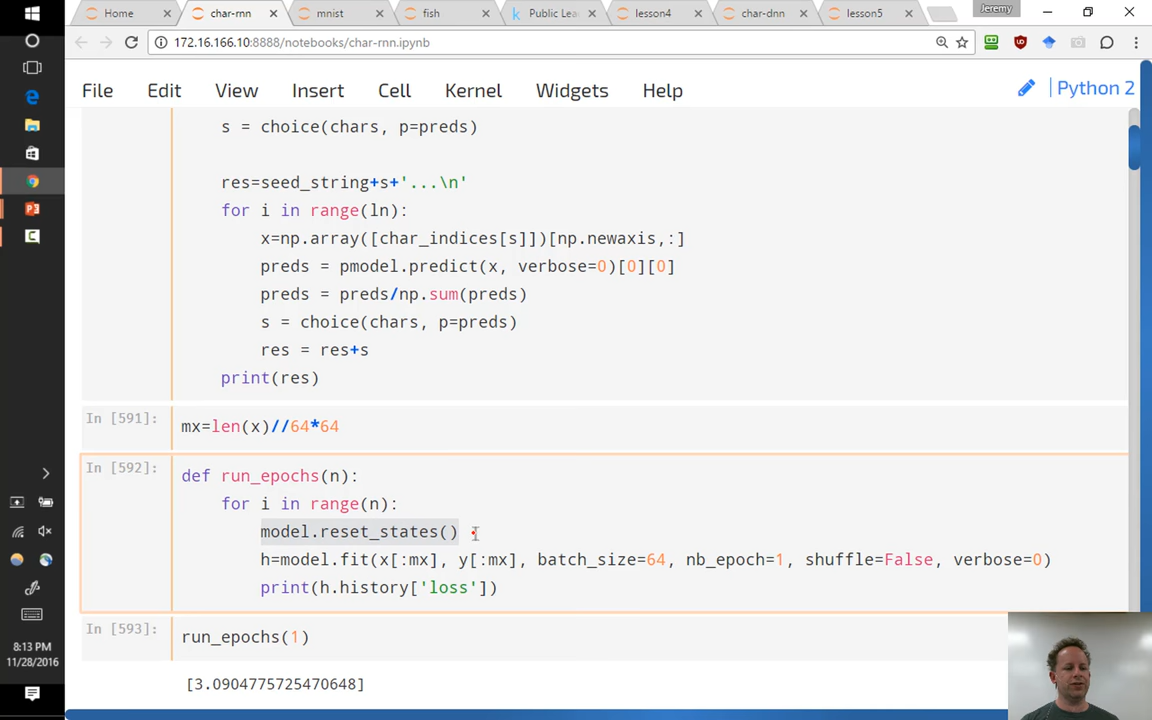 Home
char-rnn
mnist
fish
Public Lea
lesson4
char-dnn
lesson5
Jeremy
172.16.166.10:8888/notebooks/char-rnn.ipynb
File Edit View Insert Cell Kernel Widgets Help
Python 2
s = choice(chars, p=preds)
res=seed_string+s+'...\n'
for i in range(ln):
x=np.array([char_indices[s]])[np.newaxis,:]
preds = pmodel.predict(x, verbose=0)[0][0]
preds = preds/np.sum(preds)
s = choice(chars, p=preds)
res = res+s
print(res)
In [591]:
mx=len(x)//64*64
In [592]:
def run_epochs(n):
for i in range(n):
model.reset_states()
h=model.fit(x[:mx], y[:mx], batch_size=64, nb_epoch=1, shuffle=False, verbose=0)
print(h.history['loss'])
In [593]:
run_epochs(1)
[3.0904775725470648]
8:13 PM
11/28/2016